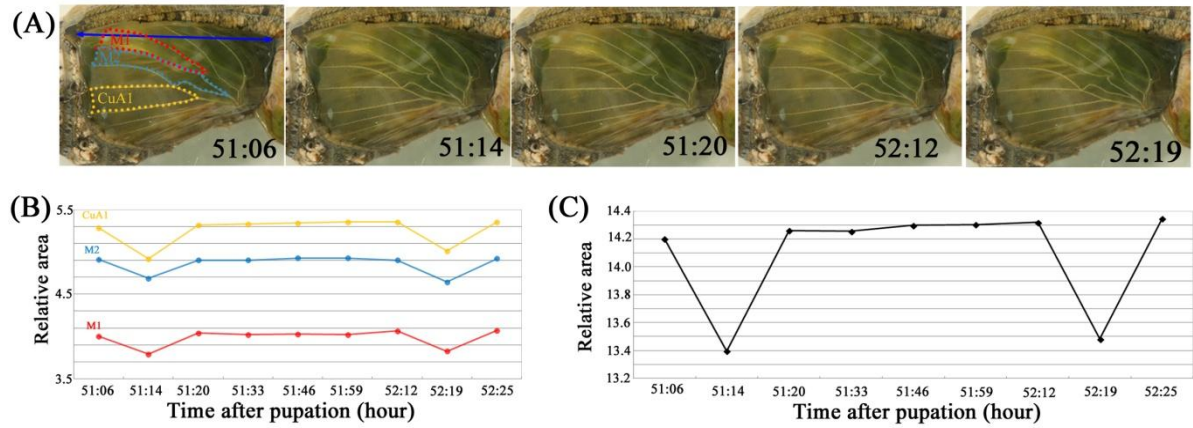 (A)
M1
M2
CuA1
51:06
51:14
51:20
52:12
52:19
(B)
5.5
4.5
3.5
Relative area
CuA1
M2
M1
51:06 51:14 51:20 51:33 51:46 51:59 52:12 52:19 52:25
Time after pupation (hour)
(C)
14.4
14.2
14.0
13.8
13.6
13.4
13.2
Relative area
51:06 51:14 51:20 51:33 51:46 51:59 52:12 52:19 52:25
Time after pupation (hour)